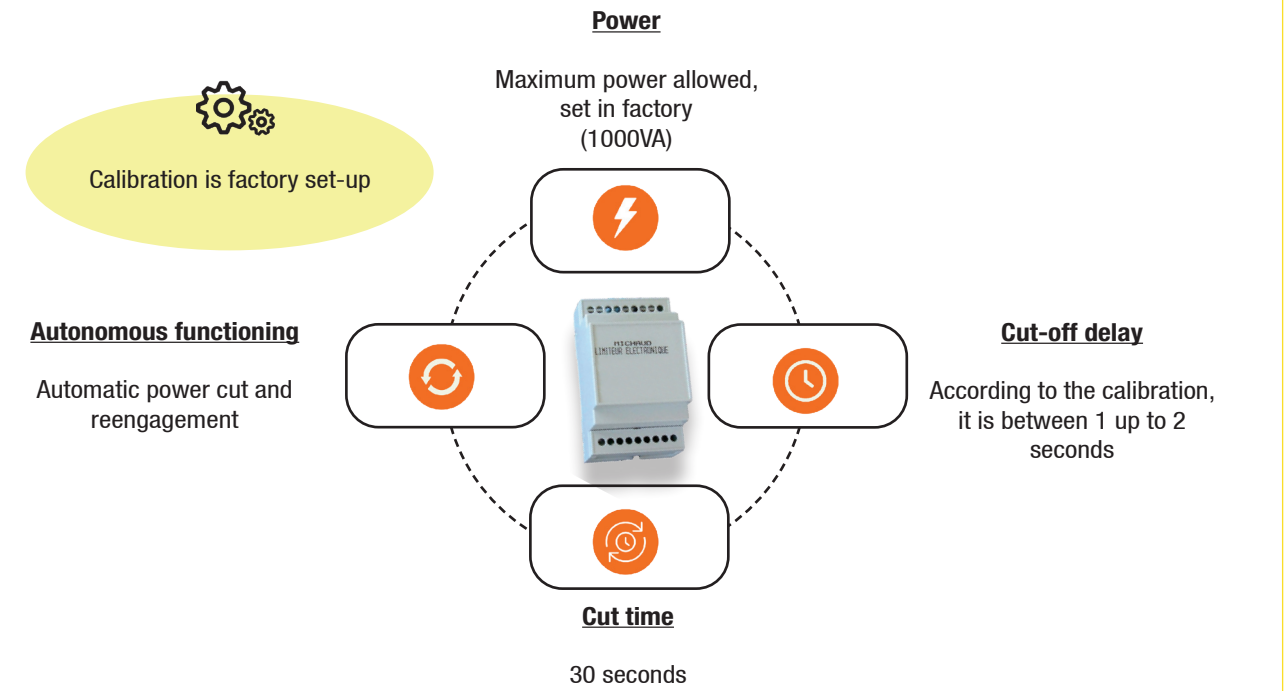 Power
Maximum power allowed,
set in factory
(1000VA)
Calibration is factory set-up
Autonomous functioning
Automatic power cut and
reengagement
MICHAUD
LIMITEUR ELECTRONIQUE
Cut-off delay
According to the calibration,
it is between 1 up to 2
seconds
Cut time
30 seconds